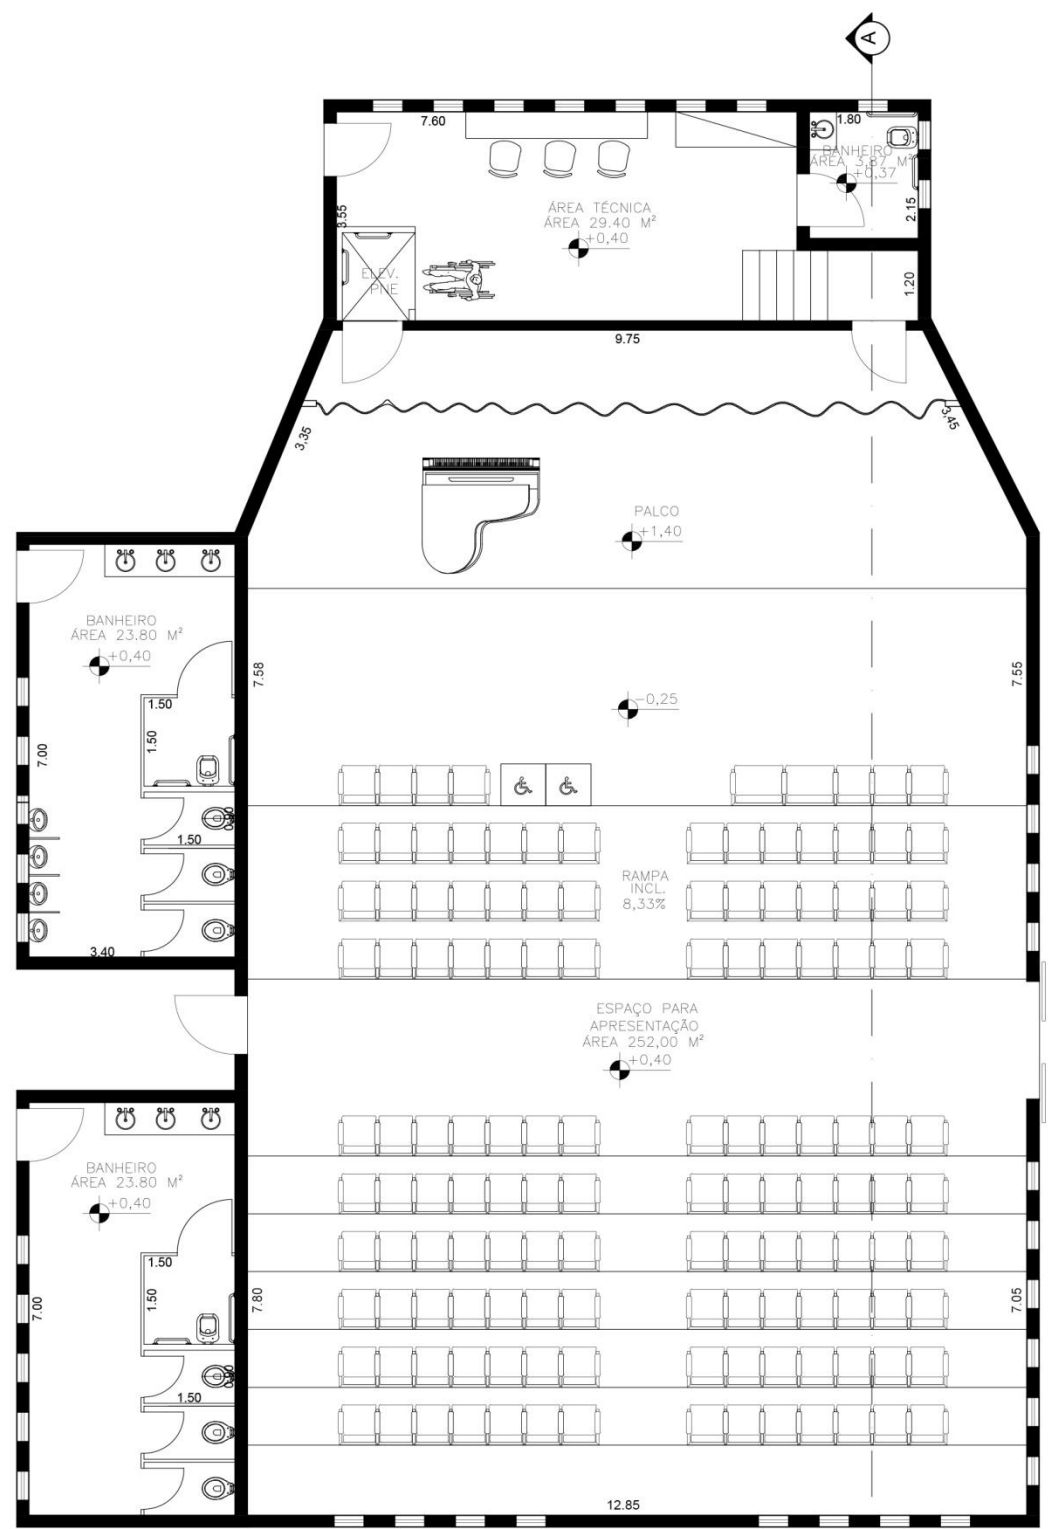 A
7.60
1.80
BANHEIRO
ÁREA 3,87 M²
+0,37
3.55
2.15
ÁREA TÉCNICA
ÁREA 29.40 M²
+0,40
ELEV.
PNE
1.20
9.75
3,35
3,45
PALCO
+1,40
BANHEIRO
ÁREA 23.80 M²
+0,40
7.58
7.55
1.50
1.50
-0,25
7.00
0.90
1.50
RAMPA
INCL.
8,33%
3.40
ESPAÇO PARA
APRESENTAÇÃO
ÁREA 252,00 M²
+0,40
BANHEIRO
ÁREA 23.80 M²
+0,40
1.50
1.50
7.00
7.80
7.05
0.90
1.50
12.85